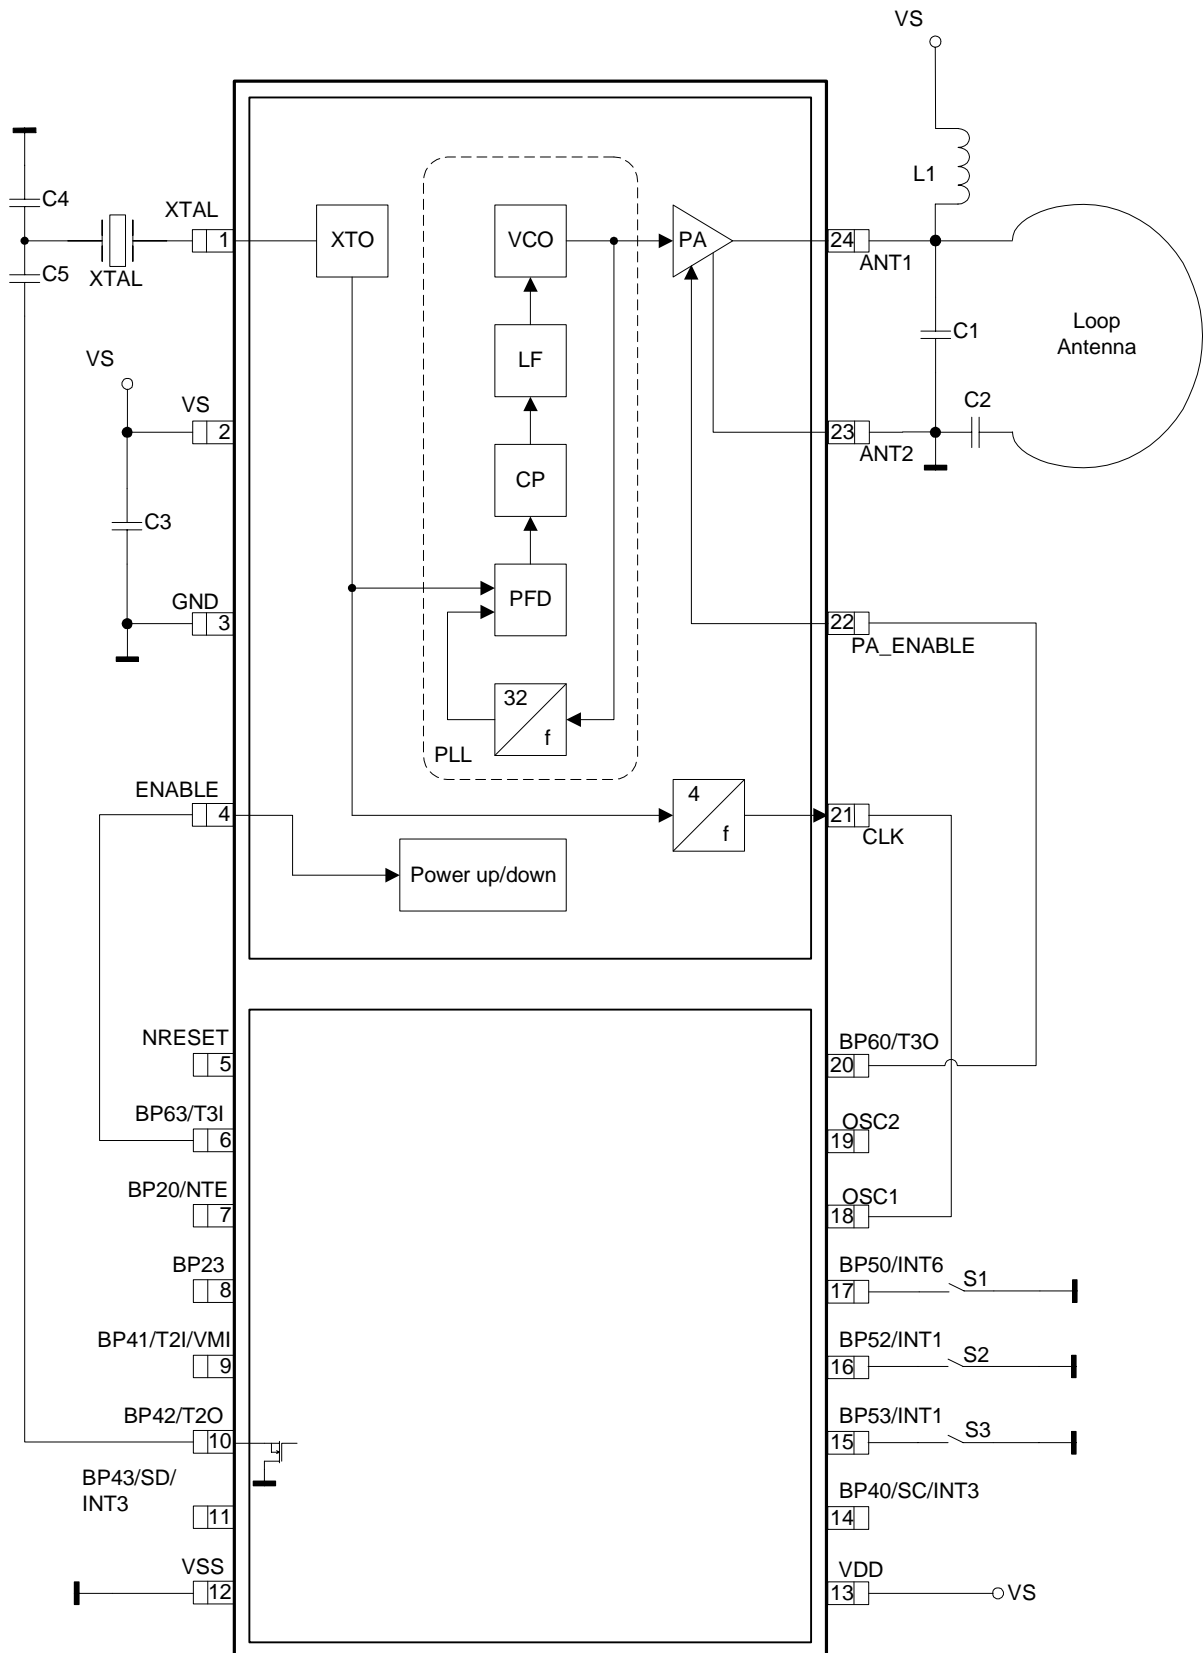 VS
L1
C4
XTAL
1
XTO
VCO
PA
24
ANT1
C5
XTAL
LF
C1
Loop
Antenna
VS
VS
2
C2
23
ANT2
CP
C3
GND
3
PFD
22
PA_ENABLE
32
f
PLL
ENABLE
4
4
f
21
CLK
Power up/down
NRESET
5
BP60/T3O
20
BP63/T3I
6
OSC2
19
BP20/NTE
7
OSC1
18
BP23
8
BP50/INT6
17
S1
BP41/T2I/VMI
9
BP52/INT1
16
S2
BP42/T2O
10
BP53/INT1
15
S3
BP43/SD/
INT3
11
BP40/SC/INT3
14
VSS
12
VDD
13
VS